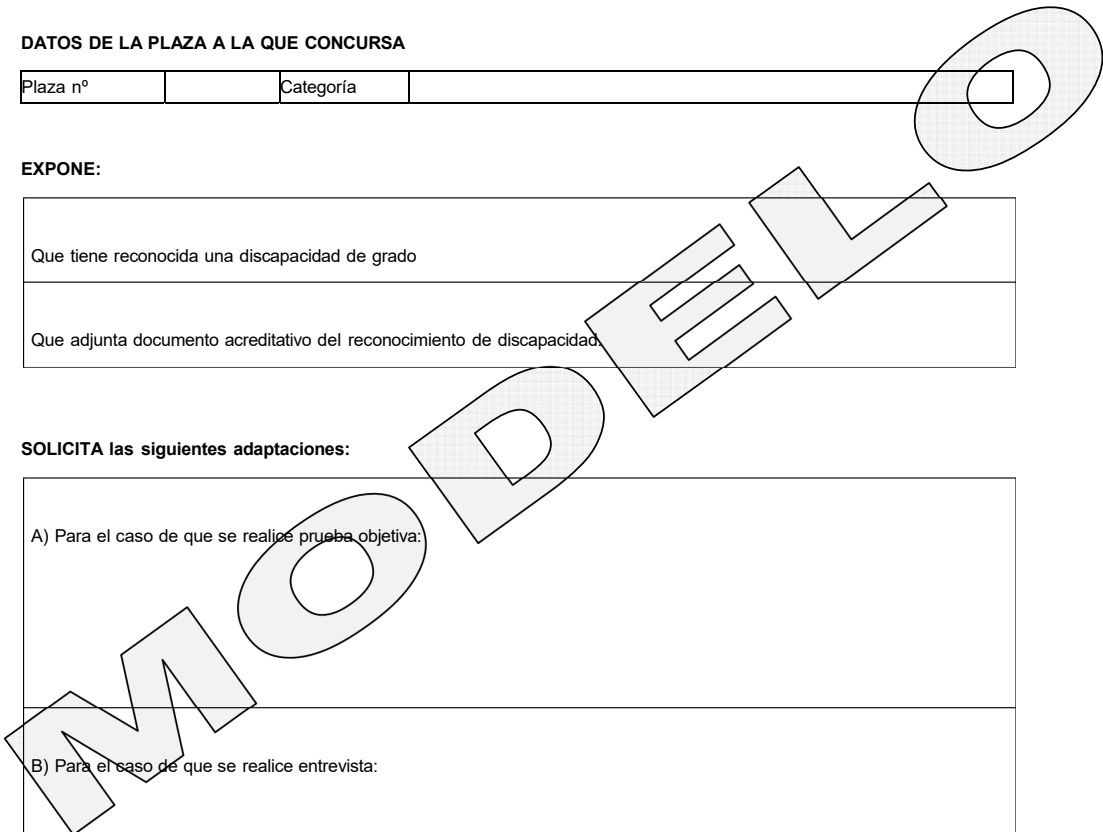 DATOS DE LA PLAZA A LA QUE CONCURSA
Plaza nº Categoría
EXPONE:
Que tiene reconocida una discapacidad de grado
Que adjunta documento acreditativo del reconocimiento de discapacidad.
SOLICITA las siguientes adaptaciones:
A) Para el caso de que se realice prueba objetiva:
B) Para el caso de que se realice entrevista:
MODELO